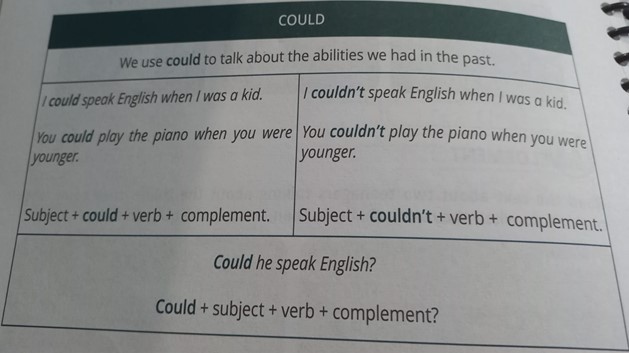 COULD
We use could to talk about the abilities we had in the past.
I could speak English when I was a kid.
You could play the piano when you were
younger.
Subject + could + verb + complement.
I couldn't speak English when I was a kid.
You couldn't play the piano when you were
younger.
Subject + couldn't + verb + complement.
Could he speak English?
Could + subject + verb + complement?